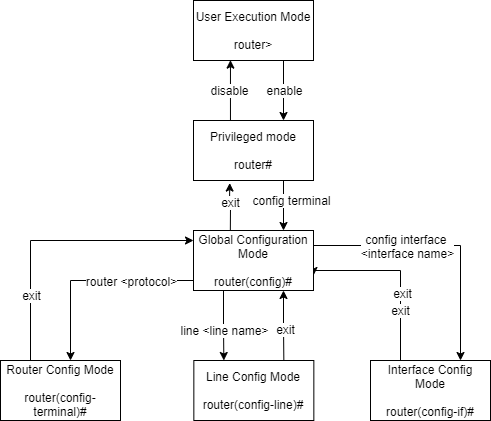 User Execution Mode
router>
disable
enable
Privileged mode
router#
exit
config terminal
Global Configuration
Mode
router(config)#
config interface
<interface name>
router <protocol>
exit
exit
exit
line <line name>
exit
Router Config Mode
router(config-
terminal)#
Line Config Mode
router(config-line)#
Interface Config
Mode
router(config-if)#